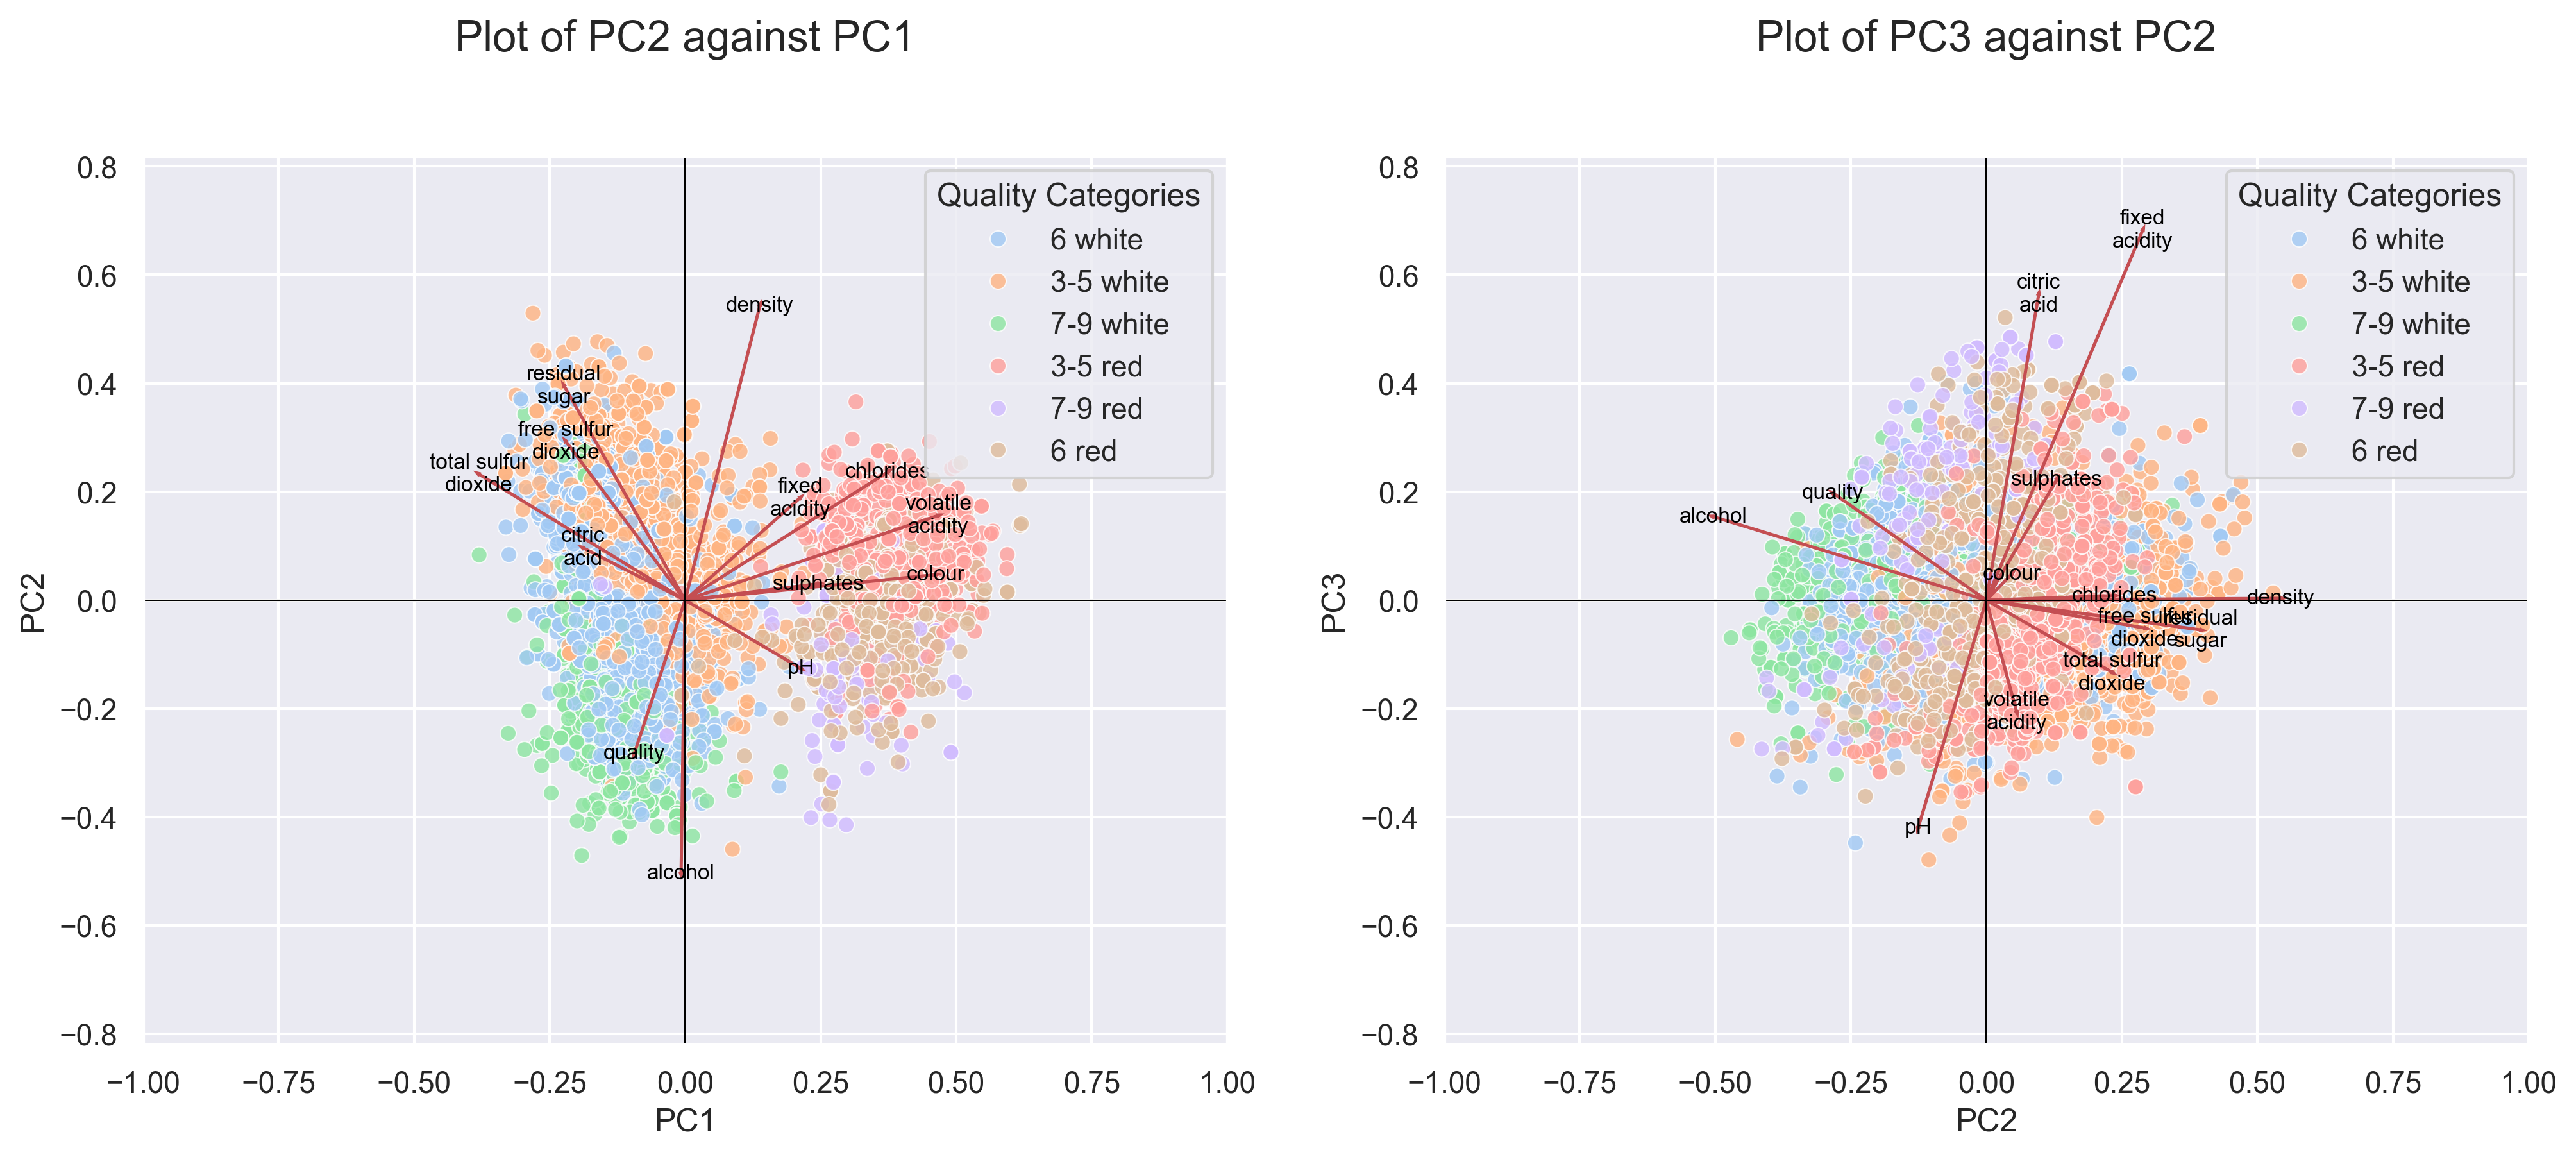 Plot of PC2 against PC1
0.8
0.6
0.4
0.2
0.0
−0.2
−0.4
−0.6
−0.8
PC2
−1.00
−0.75
−0.50
−0.25
0.00
0.25
0.50
0.75
1.00
PC1
Quality Categories
6 white
3-5 white
7-9 white
3-5 red
7-9 red
6 red
density
residual
sugar
free sulfur
dioxide
total sulfur
dioxide
citric
acid
fixed
acidity
chlorides
volatile
acidity
colour
sulphates
pH
quality
alcohol
Plot of PC3 against PC2
0.8
0.6
0.4
0.2
0.0
−0.2
−0.4
−0.6
−0.8
PC3
−1.00
−0.75
−0.50
−0.25
0.00
0.25
0.50
0.75
1.00
PC2
Quality Categories
6 white
3-5 white
7-9 white
3-5 red
7-9 red
6 red
fixed
acidity
citric
acid
sulphates
quality
alcohol
colour
chlorides
density
free sulfur
dioxide
residual
sugar
total sulfur
dioxide
volatile
acidity
pH